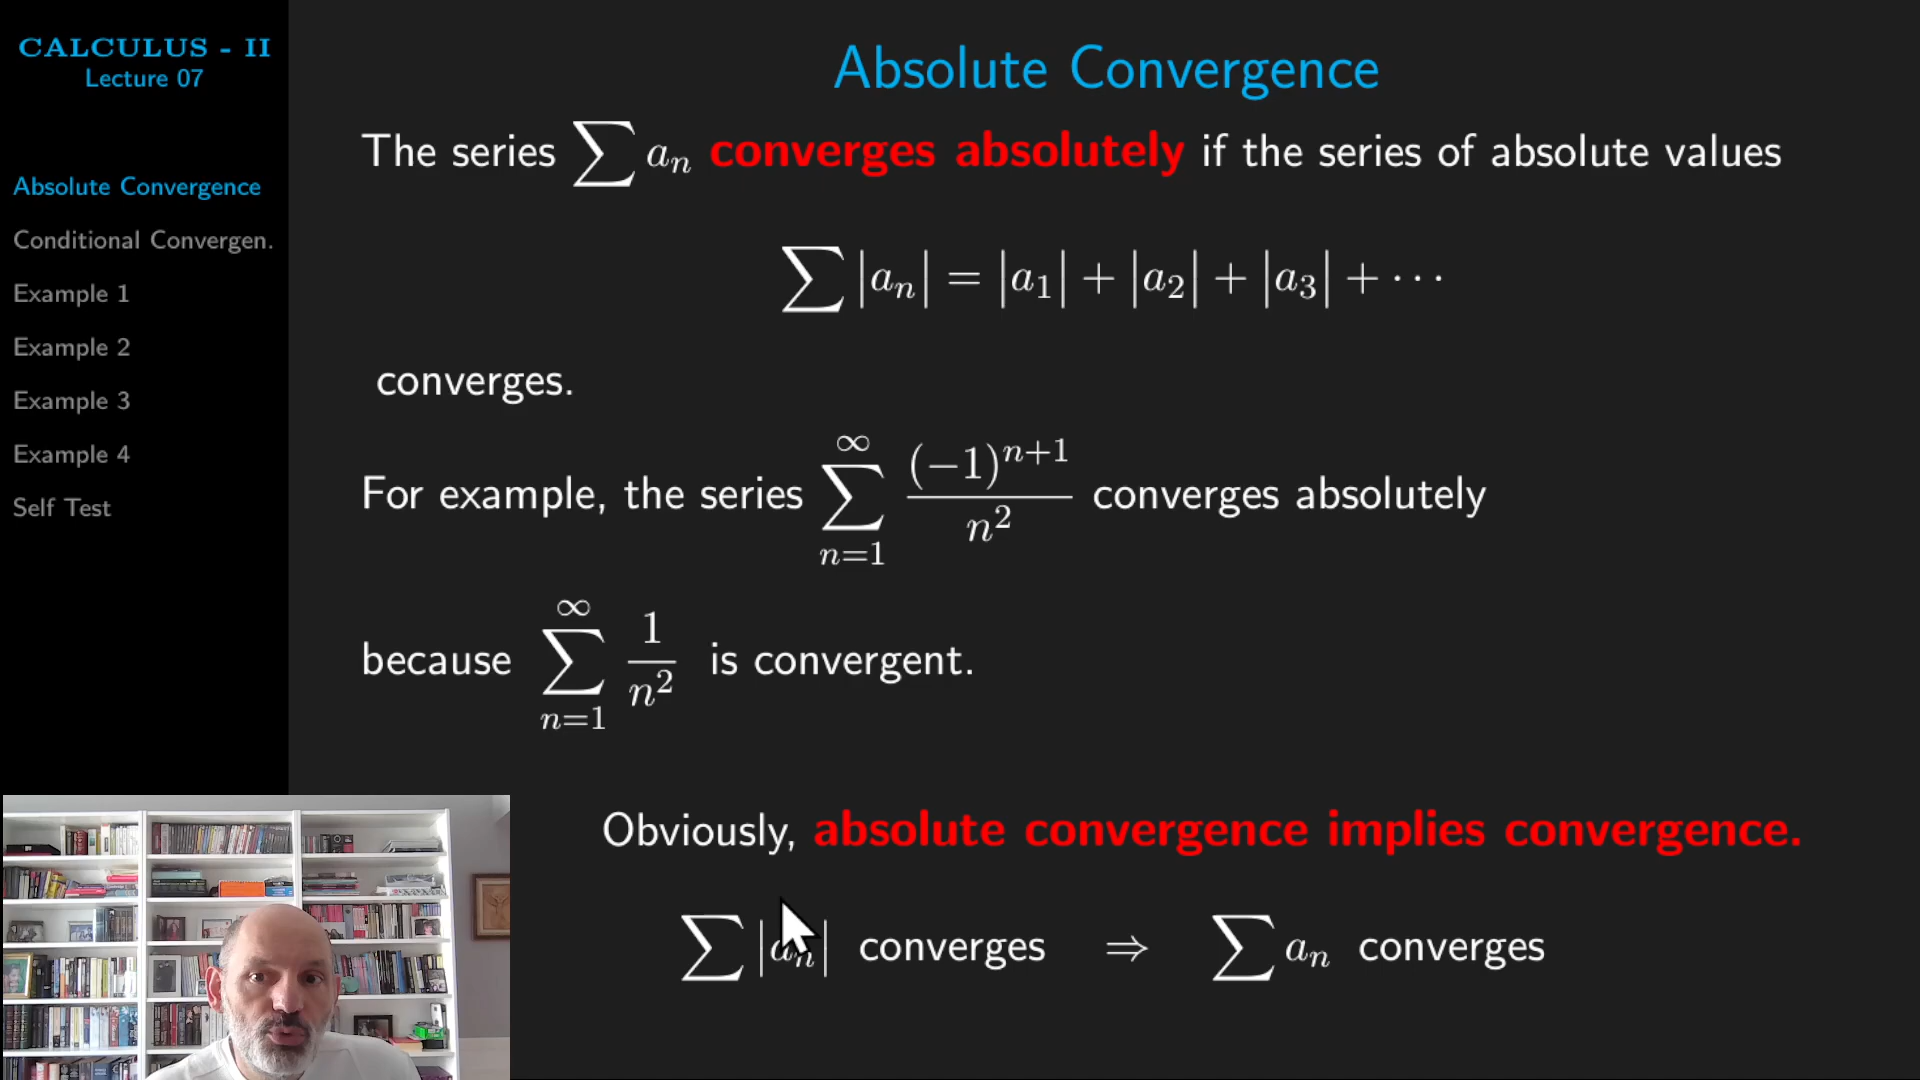 CALCULUS - II
Lecture 07
Absolute Convergence
Conditional Convergen.
Example 1
Example 2
Example 3
Example 4
Self Test
Absolute Convergence
The series ∑ aₙ converges absolutely if the series of absolute values
∑ |aₙ| = |a₁| + |a₂| + |a₃| + ⋯
converges.
For example, the series ∑_{n=1}^{∞} (−1)^{n+1}/n² converges absolutely
because ∑_{n=1}^{∞} 1/n² is convergent.
Obviously, absolute convergence implies convergence.
∑ |aₙ| converges ⇒ ∑ aₙ converges